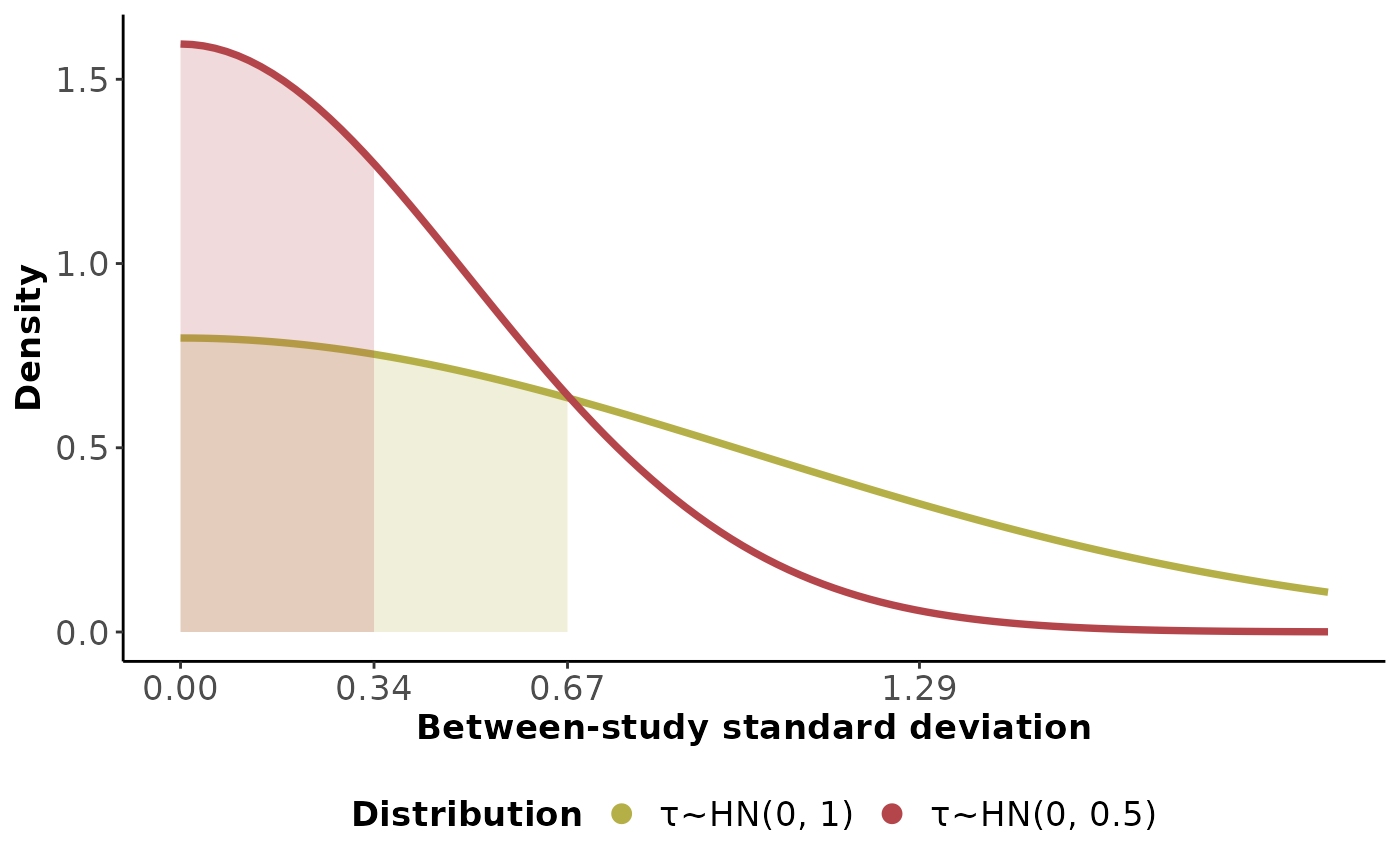 Density
1.5
1.0
0.5
0.0
0.00 0.34 0.67 1.29
Between-study standard deviation
Distribution τ~HN(0, 1) τ~HN(0, 0.5)